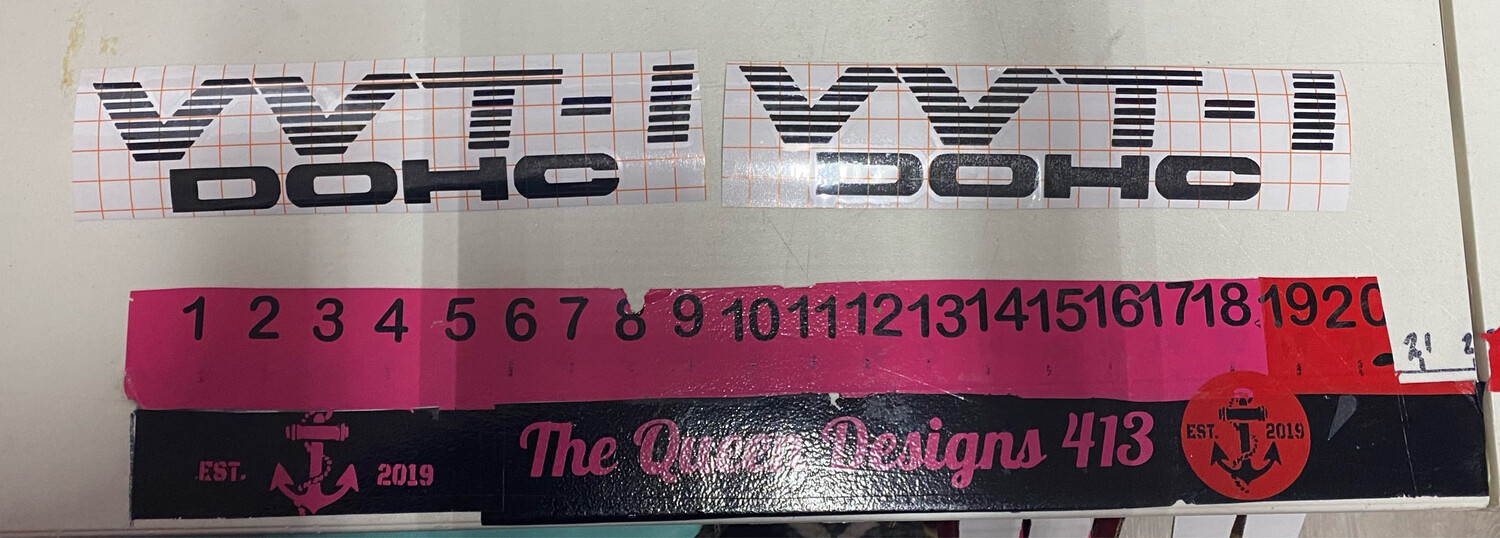 VVT-I
DOHC
VVT-I
DOHC
1 2 3 4 5 6 7 8 9 10 11 12 13 14 15 16 17 18 19 20 21 2
EST. 2019
The Queen Designs 413
EST. 2019